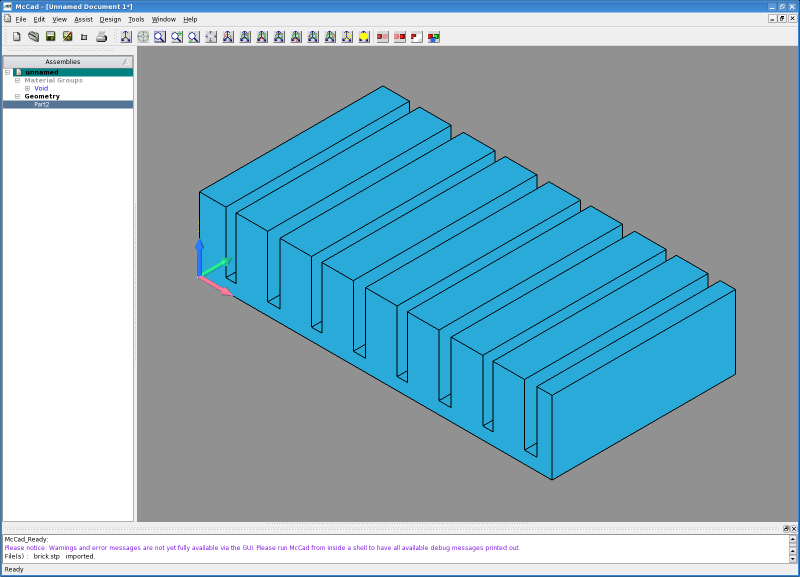 McCad - [Unnamed Document 1*]
File Edit View Assist Design Tools Window Help
Assemblies
unnamed
Material Groups
Void
Geometry
Part2
McCad_Ready:
Please notice: Warnings and error messages are not yet fully available via the GUI. Please run McCad from inside a shell to have all available debug messages printed out.
File(s) : brick.stp imported.
Ready